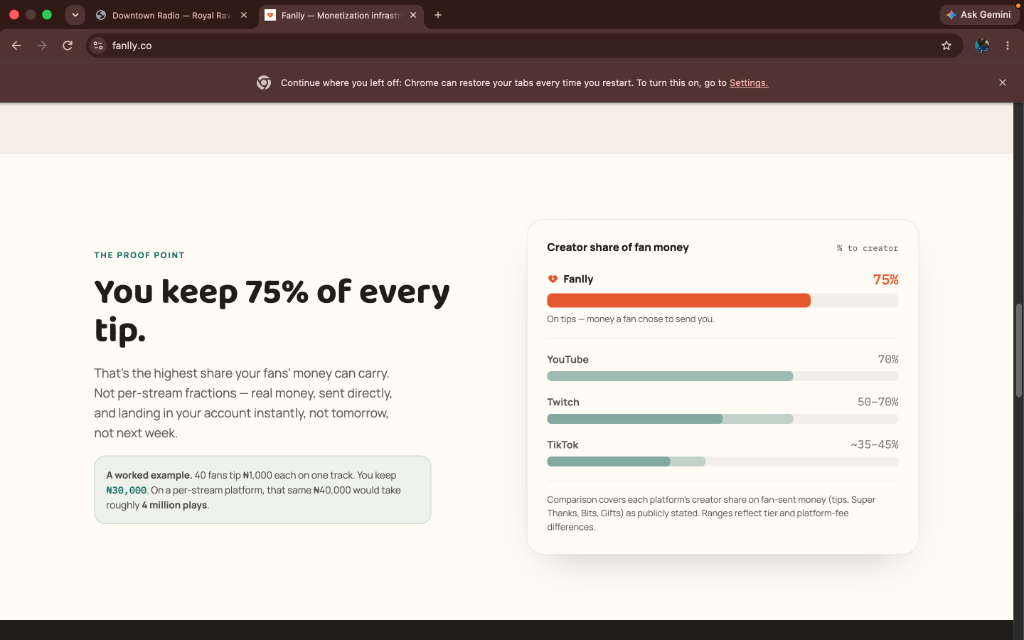 Downtown Radio — Royal Rav
Fanlly — Monetization infrastr
Ask Gemini
fanlly.co
Continue where you left off: Chrome can restore your tabs every time you restart. To turn this on, go to Settings.
THE PROOF POINT
You keep 75% of every
tip.
That's the highest share your fans' money can carry.
Not per-stream fractions — real money, sent directly,
and landing in your account instantly, not tomorrow,
not next week.
A worked example. 40 fans tip ₦1,000 each on one track. You keep
₦30,000. On a per-stream platform, that same ₦40,000 would take
roughly 4 million plays.
Creator share of fan money
% to creator
Fanlly
75%
On tips — money a fan chose to send you.
YouTube
70%
Twitch
50–70%
TikTok
~35–45%
Comparison covers each platform's creator share on fan-sent money (tips, Super
Thanks, Bits, Gifts) as publicly stated. Ranges reflect tier and platform-fee
differences.